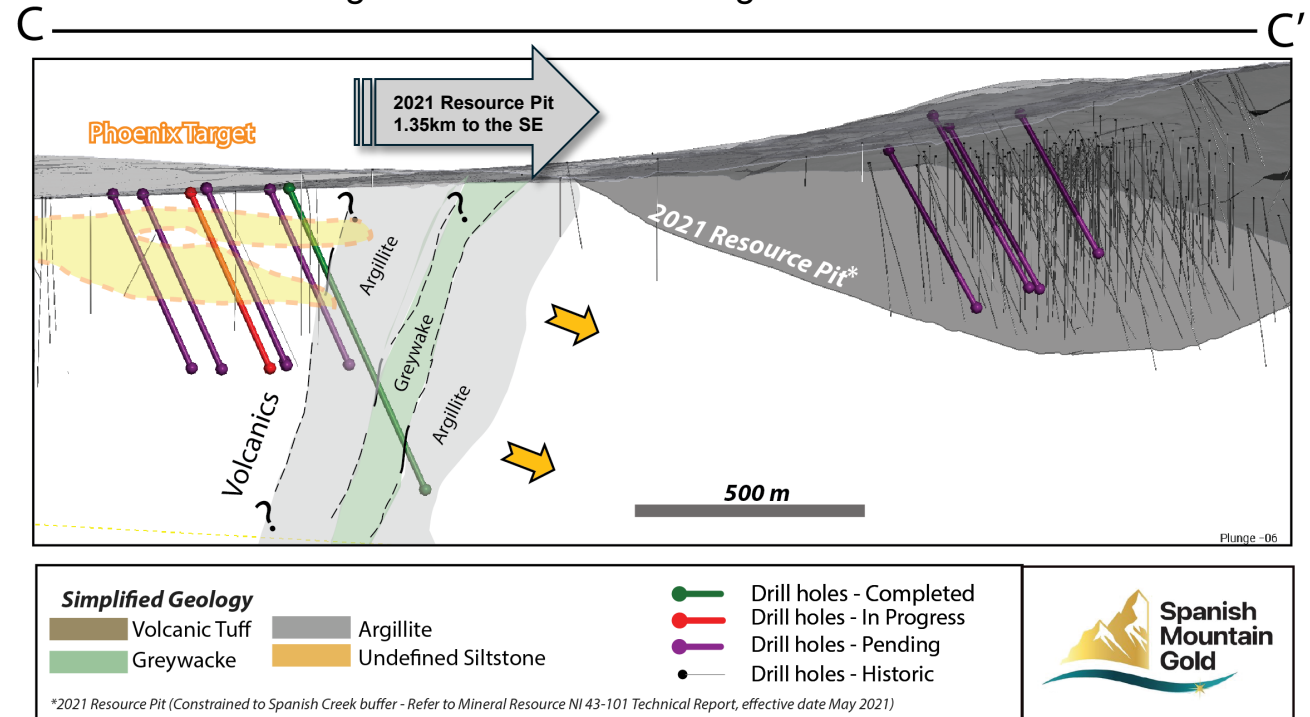 C
C'
2021 Resource Pit
1.35km to the SE
Phoenix Target
?
?
Argillite
2021 Resource Pit*
Greywake
Argillite
Volcanics
?
500 m
Plunge -06
Simplified Geology
Volcanic Tuff
Argillite
Greywacke
Undefined Siltstone
Drill holes - Completed
Drill holes - In Progress
Drill holes - Pending
Drill holes - Historic
Spanish
Mountain
Gold
*2021 Resource Pit (Constrained to Spanish Creek buffer - Refer to Mineral Resource NI 43-101 Technical Report, effective date May 2021)